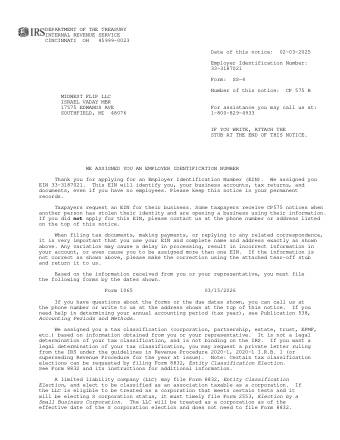 IRS DEPARTMENT OF THE TREASURY
INTERNAL REVENUE SERVICE
CINCINNATI OH 45999-0023
Date of this notice: 02-03-2025
Employer Identification Number:
33-3187021
Form: SS-4
Number of this notice: CP 575 B
MIDWEST FLIP LLC
ISRAEL VADAY MBR
17575 EDWARDS AVE
SOUTHFIELD, MI 48076
For assistance you may call us at:
1-800-829-4933
IF YOU WRITE, ATTACH THE
STUB AT THE END OF THIS NOTICE.
WE ASSIGNED YOU AN EMPLOYER IDENTIFICATION NUMBER
Thank you for applying for an Employer Identification Number (EIN). We assigned you
EIN 33-3187021. This EIN will identify you, your business accounts, tax returns, and
documents, even if you have no employees. Please keep this notice in your permanent
records.
Taxpayers request an EIN for their business. Some taxpayers receive CP575 notices when
another person has stolen their identity and are opening a business using their information.
If you did not apply for this EIN, please contact us at the phone number or address listed
on the top of this notice.
When filing tax documents, making payments, or replying to any related correspondence,
it is very important that you use your EIN and complete name and address exactly as shown
above. Any variation may cause a delay in processing, result in incorrect information in
your account, or even cause you to be assigned more than one EIN. If the information is
not correct as shown above, please make the correction using the attached tear-off stub
and return it to us.
Based on the information received from you or your representative, you must file
the following forms by the dates shown.
Form 1065 03/15/2026
If you have questions about the forms or the due dates shown, you can call us at
the phone number or write to us at the address shown at the top of this notice. If you
need help in determining your annual accounting period (tax year), see Publication 538,
Accounting Periods and Methods.
We assigned you a tax classification (corporation, partnership, estate, trust, EPMP,
etc.) based on information obtained from you or your representative. It is not a legal
determination of your tax classification, and is not binding on the IRS. If you want a
legal determination of your tax classification, you may request a private letter ruling
from the IRS under the guidelines in Revenue Procedure 2020-1, 2020-1 I.R.B. 1 (or
superseding Revenue Procedure for the year at issue). Note: Certain tax classification
elections can be requested by filing Form 8832, Entity Classification Election.
See Form 8832 and its instructions for additional information.
A limited liability company (LLC) may file Form 8832, Entity Classification
Election, and elect to be classified as an association taxable as a corporation. If
the LLC is eligible to be treated as a corporation that meets certain tests and it
will be electing S corporation status, it must timely file Form 2553, Election by a
Small Business Corporation. The LLC will be treated as a corporation as of the
effective date of the S corporation election and does not need to file Form 8832.